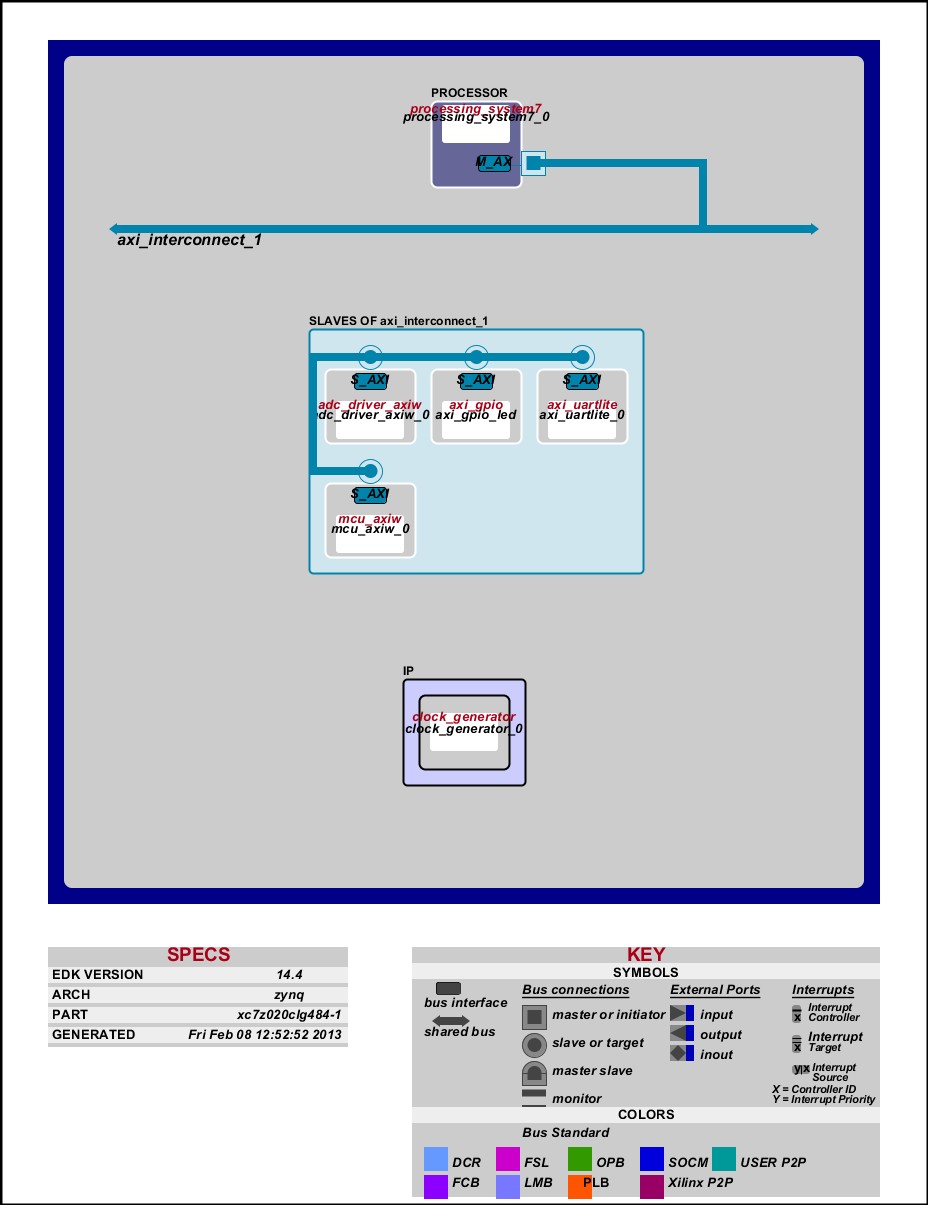 PROCESSOR
processing_system7
processing_system7_0
M_AX
axi_interconnect_1
SLAVES OF axi_interconnect_1
S_AXI S_AXI S_AXI
adc_driver_axiw axi_gpio axi_uartlite
adc_driver_axiw_0 axi_gpio_led axi_uartlite_0
S_AXI
mcu_axiw
mcu_axiw_0
IP
clock_generator
clock_generator_0
SPECS
EDK VERSION 14.4
ARCH zynq
PART xc7z020clg484-1
GENERATED Fri Feb 08 12:52:52 2013
KEY
SYMBOLS
bus interface
shared bus
Bus connections
master or initiator
slave or target
master slave
monitor
External Ports
input
output
inout
Interrupts
x Interrupt
Controller
x Interrupt
Target
y x Interrupt
Source
X = Controller ID
Y = Interrupt Priority
COLORS
Bus Standard
DCR FSL OPB SOCM USER P2P
FCB LMB PLB Xilinx P2P